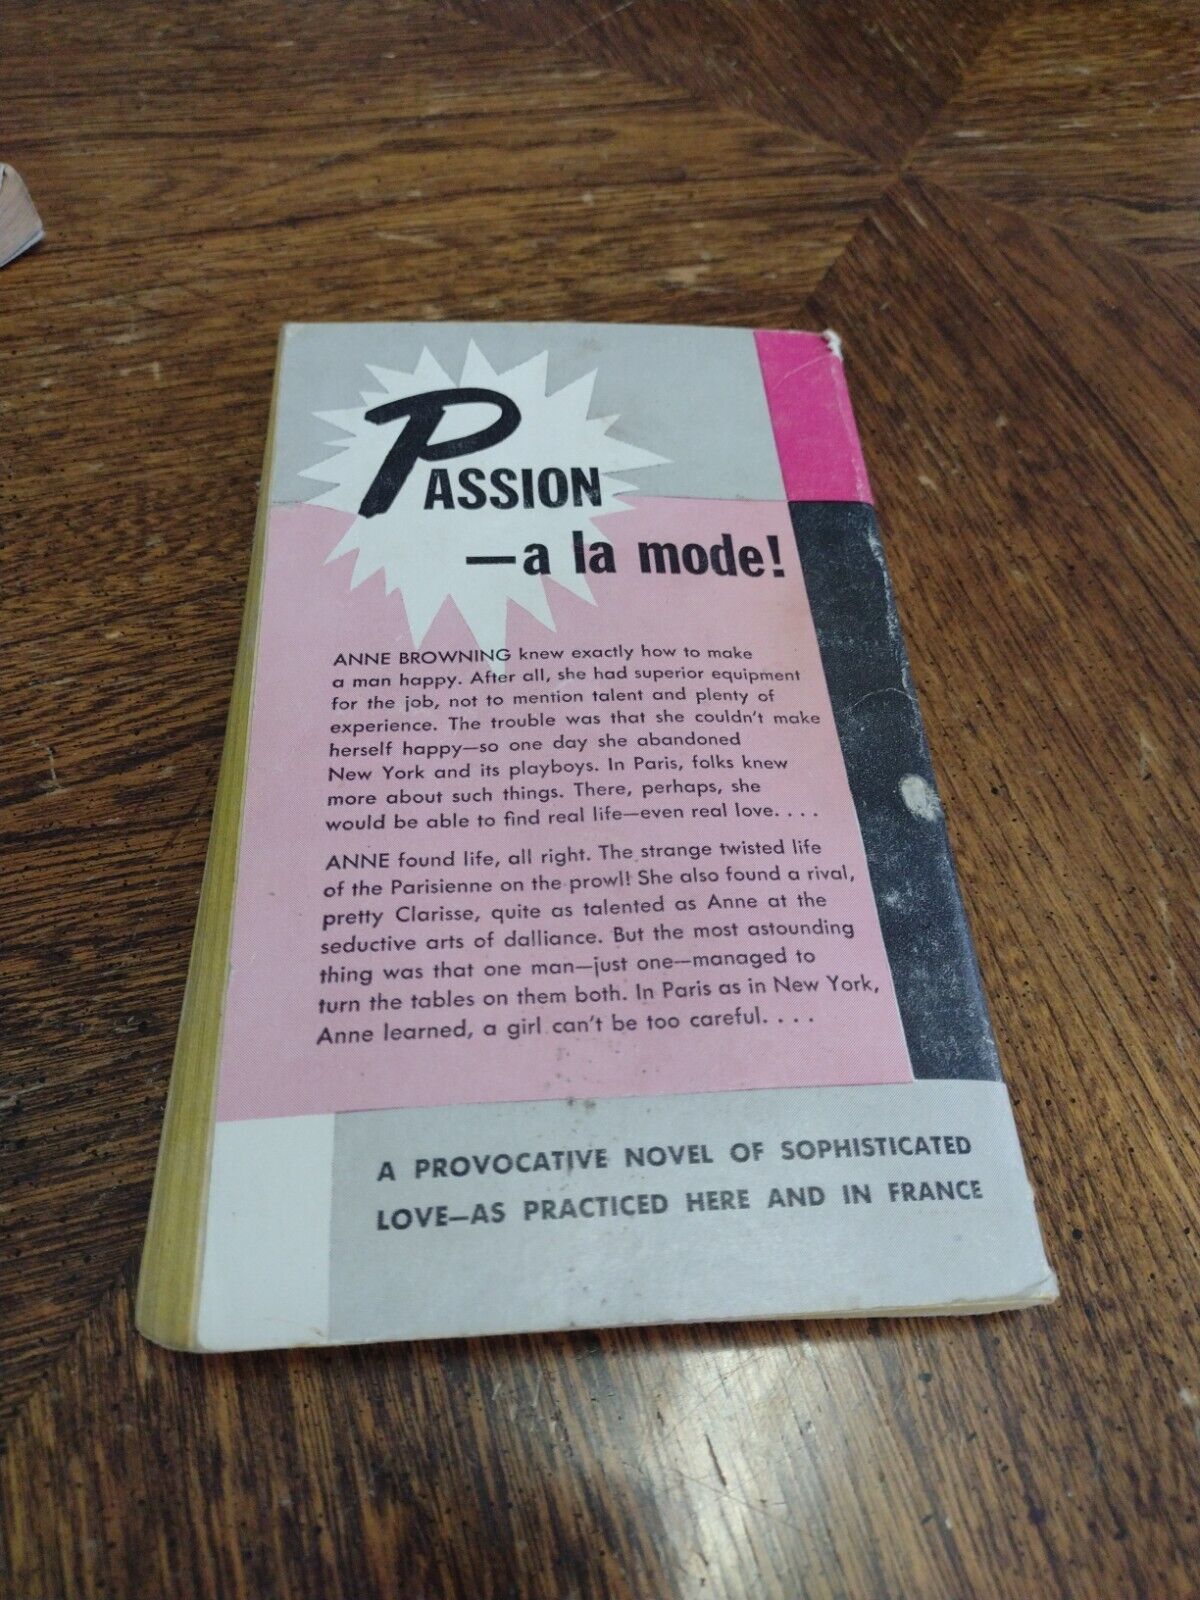 PASSION
—a la mode!
ANNE BROWNING knew exactly how to make
a man happy. After all, she had superior equipment
for the job, not to mention talent and plenty of
experience. The trouble was that she couldn't make
herself happy—so one day she abandoned
New York and its playboys. In Paris, folks knew
more about such things. There, perhaps, she
would be able to find real life—even real love. . . .
ANNE found life, all right. The strange twisted life
of the Parisienne on the prowl! She also found a rival,
pretty Clarisse, quite as talented as Anne at the
seductive arts of dalliance. But the most astounding
thing was that one man—just one—managed to
turn the tables on them both. In Paris as in New York,
Anne learned, a girl can't be too careful. . . .
A PROVOCATIVE NOVEL OF SOPHISTICATED
LOVE—AS PRACTICED HERE AND IN FRANCE